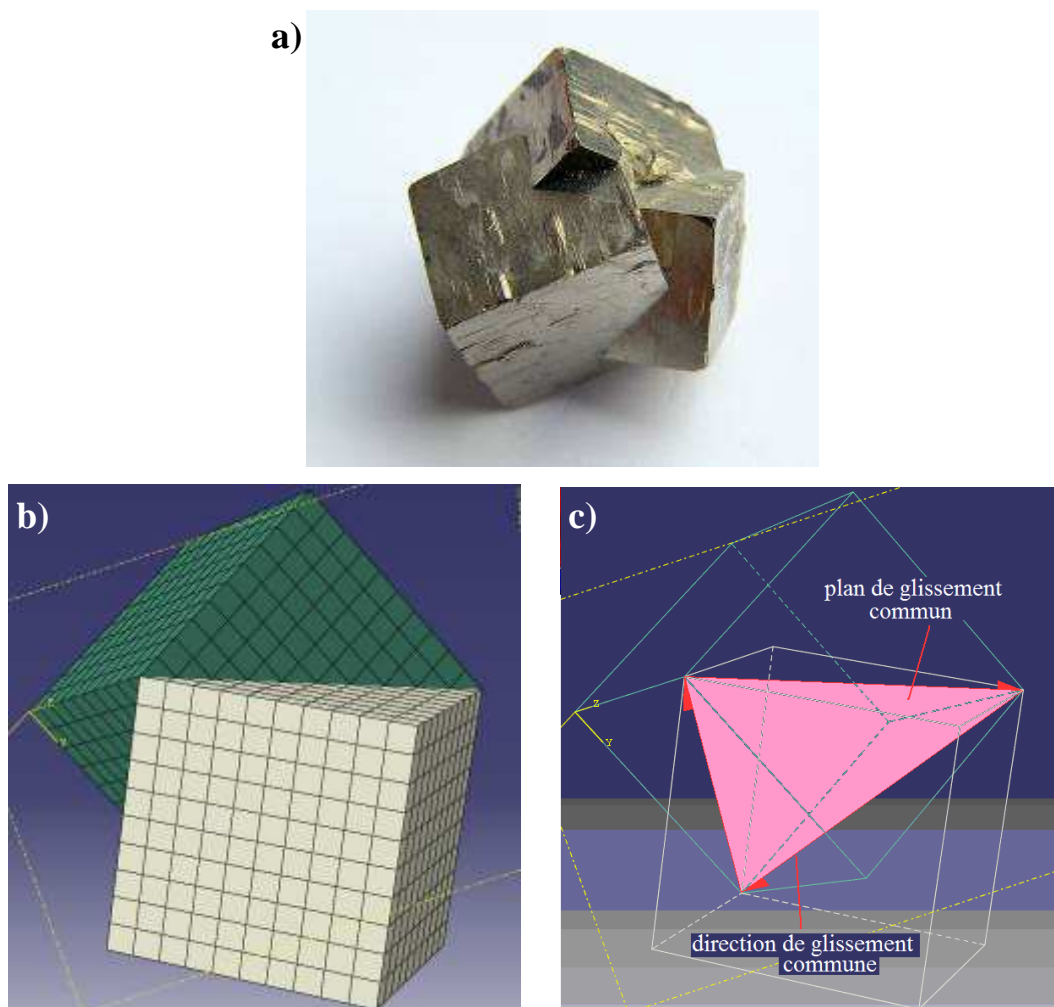 a)
b)
c)
plan de glissement
commun
Z
Y
direction de glissement
commune